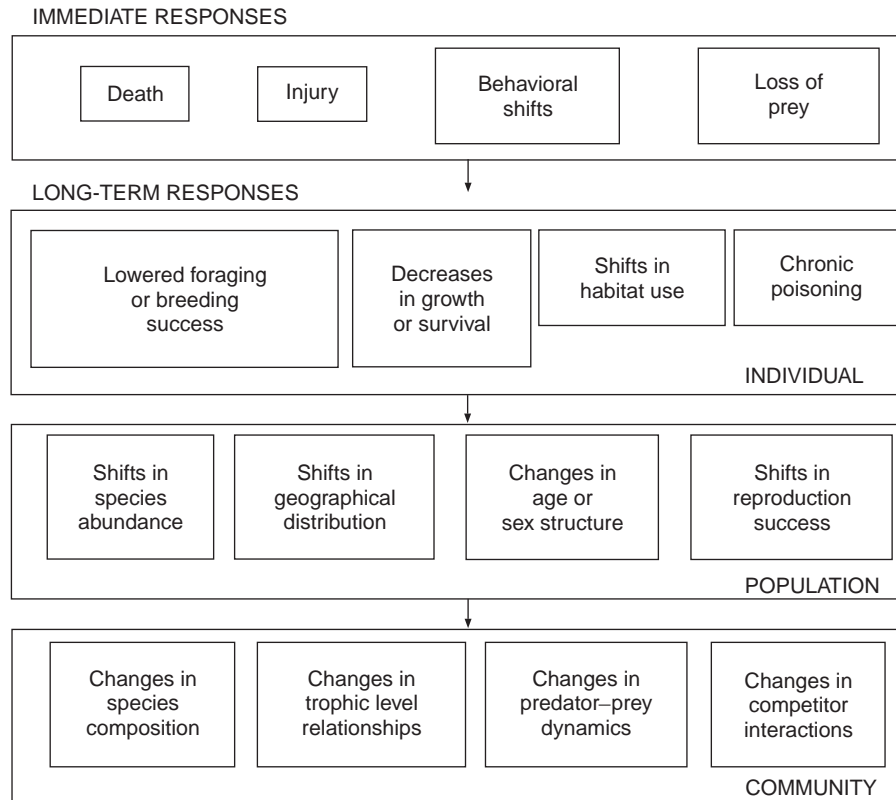 IMMEDIATE RESPONSES
Death
Injury
Behavioral
shifts
Loss of
prey
LONG-TERM RESPONSES
Lowered foraging
or breeding
success
Decreases
in growth
or survival
Shifts in
habitat use
Chronic
poisoning
INDIVIDUAL
Shifts in
species
abundance
Shifts in
geographical
distribution
Changes in
age or
sex structure
Shifts in
reproduction
success
POPULATION
Changes in
species
composition
Changes in
trophic level
relationships
Changes in
predator–prey
dynamics
Changes in
competitor
interactions
COMMUNITY